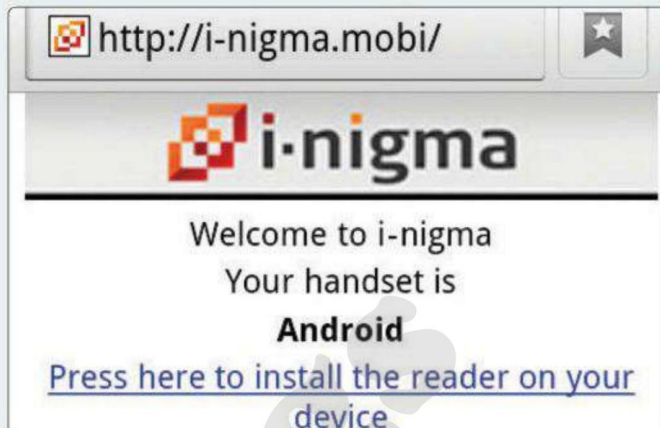 http://i-nigma.mobi/
i-nigma
Welcome to i-nigma
Your handset is
Android
Press here to install the reader on your
device